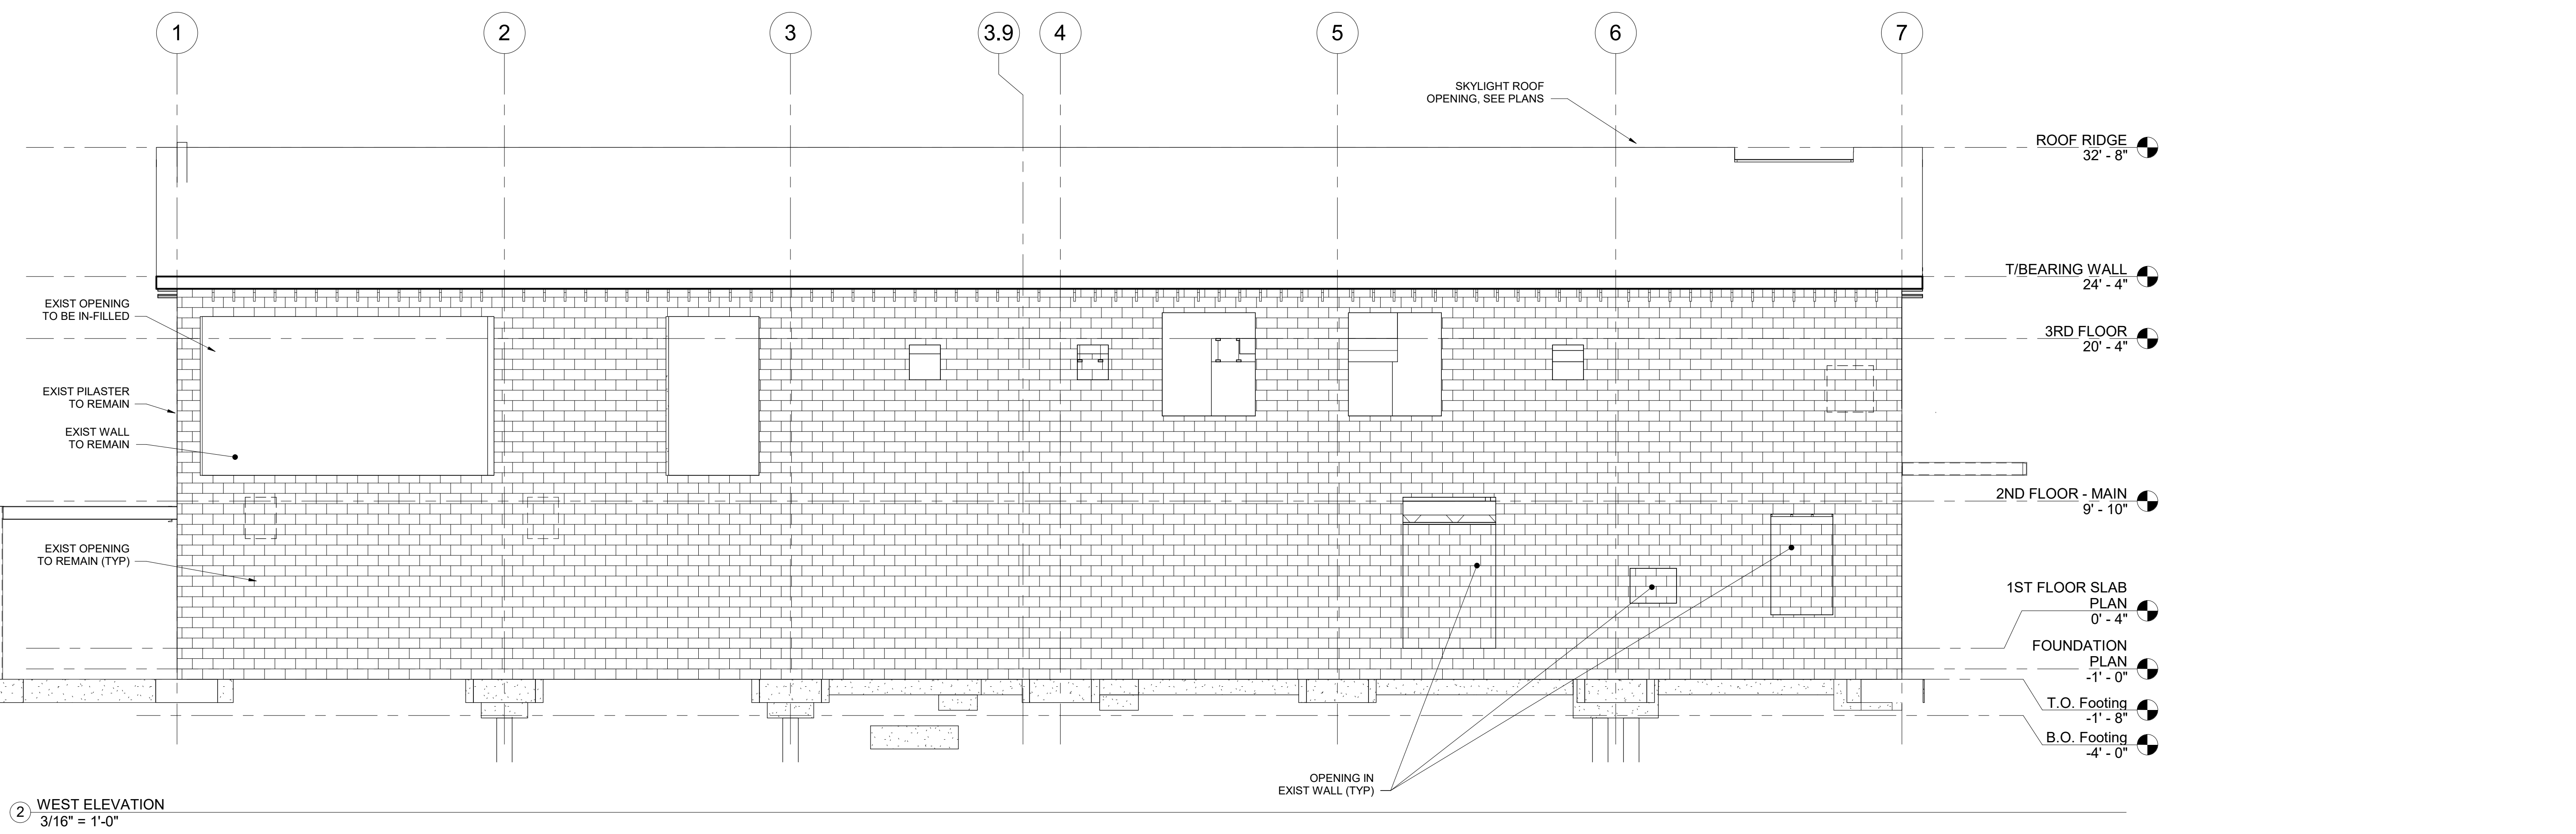 1
2
3
3.9
4
5
6
7
SKYLIGHT ROOF
OPENING, SEE PLANS
ROOF RIDGE
32' - 8"
T/BEARING WALL
24' - 4"
EXIST OPENING
TO BE IN-FILLED
3RD FLOOR
20' - 4"
EXIST PILASTER
TO REMAIN
EXIST WALL
TO REMAIN
2ND FLOOR - MAIN
9' - 10"
EXIST OPENING
TO REMAIN (TYP)
1ST FLOOR SLAB
PLAN
0' - 4"
FOUNDATION
PLAN
-1' - 0"
T.O. Footing
-1' - 8"
B.O. Footing
-4' - 0"
OPENING IN
EXIST WALL (TYP)
2
WEST ELEVATION
3/16" = 1'-0"